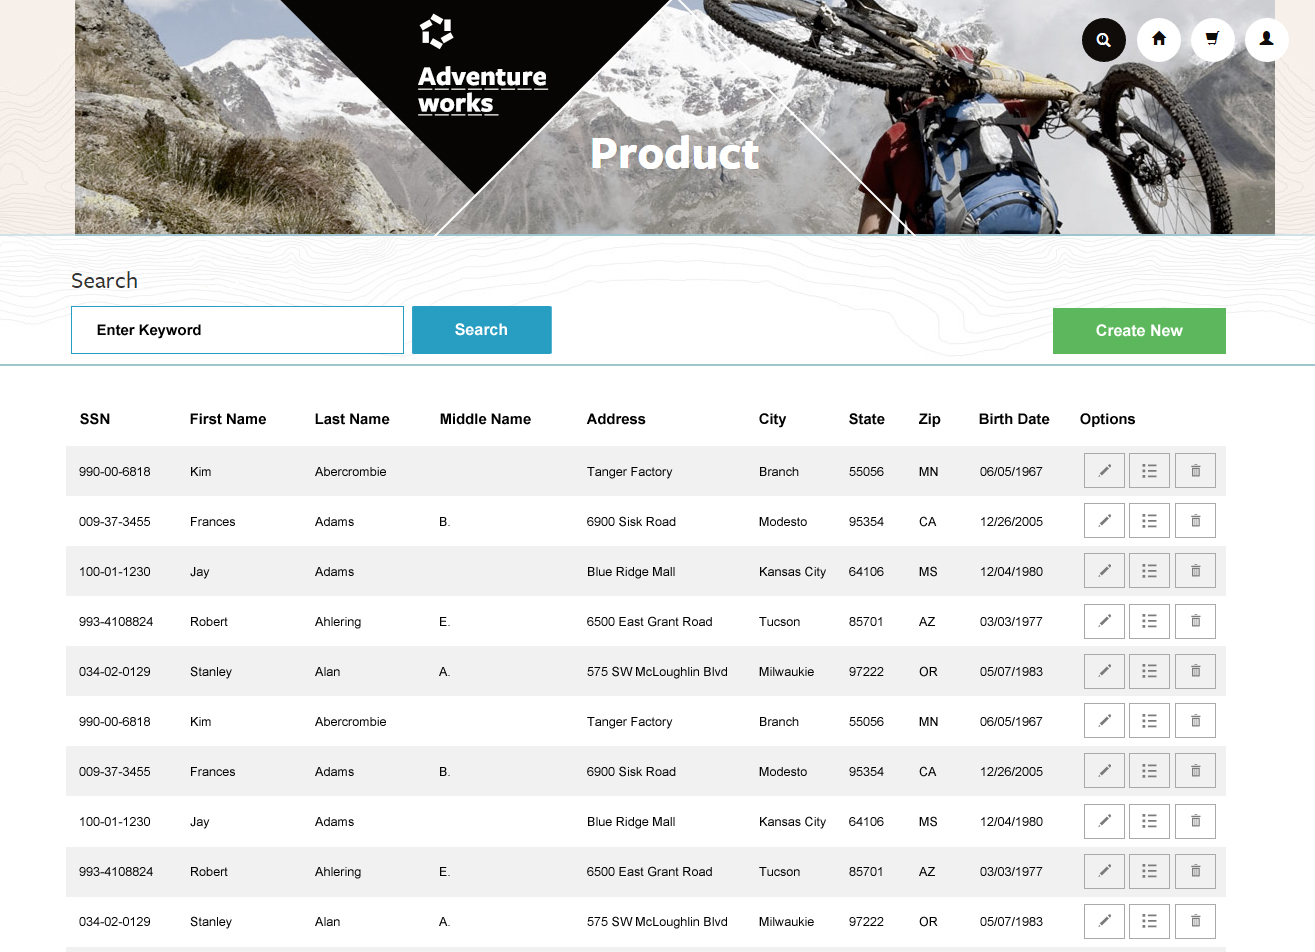 Adventure
works
Product
Search
Enter Keyword
Search
Create New
SSN First Name Last Name Middle Name Address City State Zip Birth Date Options
990-00-6818 Kim Abercrombie Tanger Factory Branch 55056 MN 06/05/1967
009-37-3455 Frances Adams B. 6900 Sisk Road Modesto 95354 CA 12/26/2005
100-01-1230 Jay Adams Blue Ridge Mall Kansas City 64106 MS 12/04/1980
993-4108824 Robert Ahlering E. 6500 East Grant Road Tucson 85701 AZ 03/03/1977
034-02-0129 Stanley Alan A. 575 SW McLoughlin Blvd Milwaukie 97222 OR 05/07/1983
990-00-6818 Kim Abercrombie Tanger Factory Branch 55056 MN 06/05/1967
009-37-3455 Frances Adams B. 6900 Sisk Road Modesto 95354 CA 12/26/2005
100-01-1230 Jay Adams Blue Ridge Mall Kansas City 64106 MS 12/04/1980
993-4108824 Robert Ahlering E. 6500 East Grant Road Tucson 85701 AZ 03/03/1977
034-02-0129 Stanley Alan A. 575 SW McLoughlin Blvd Milwaukie 97222 OR 05/07/1983